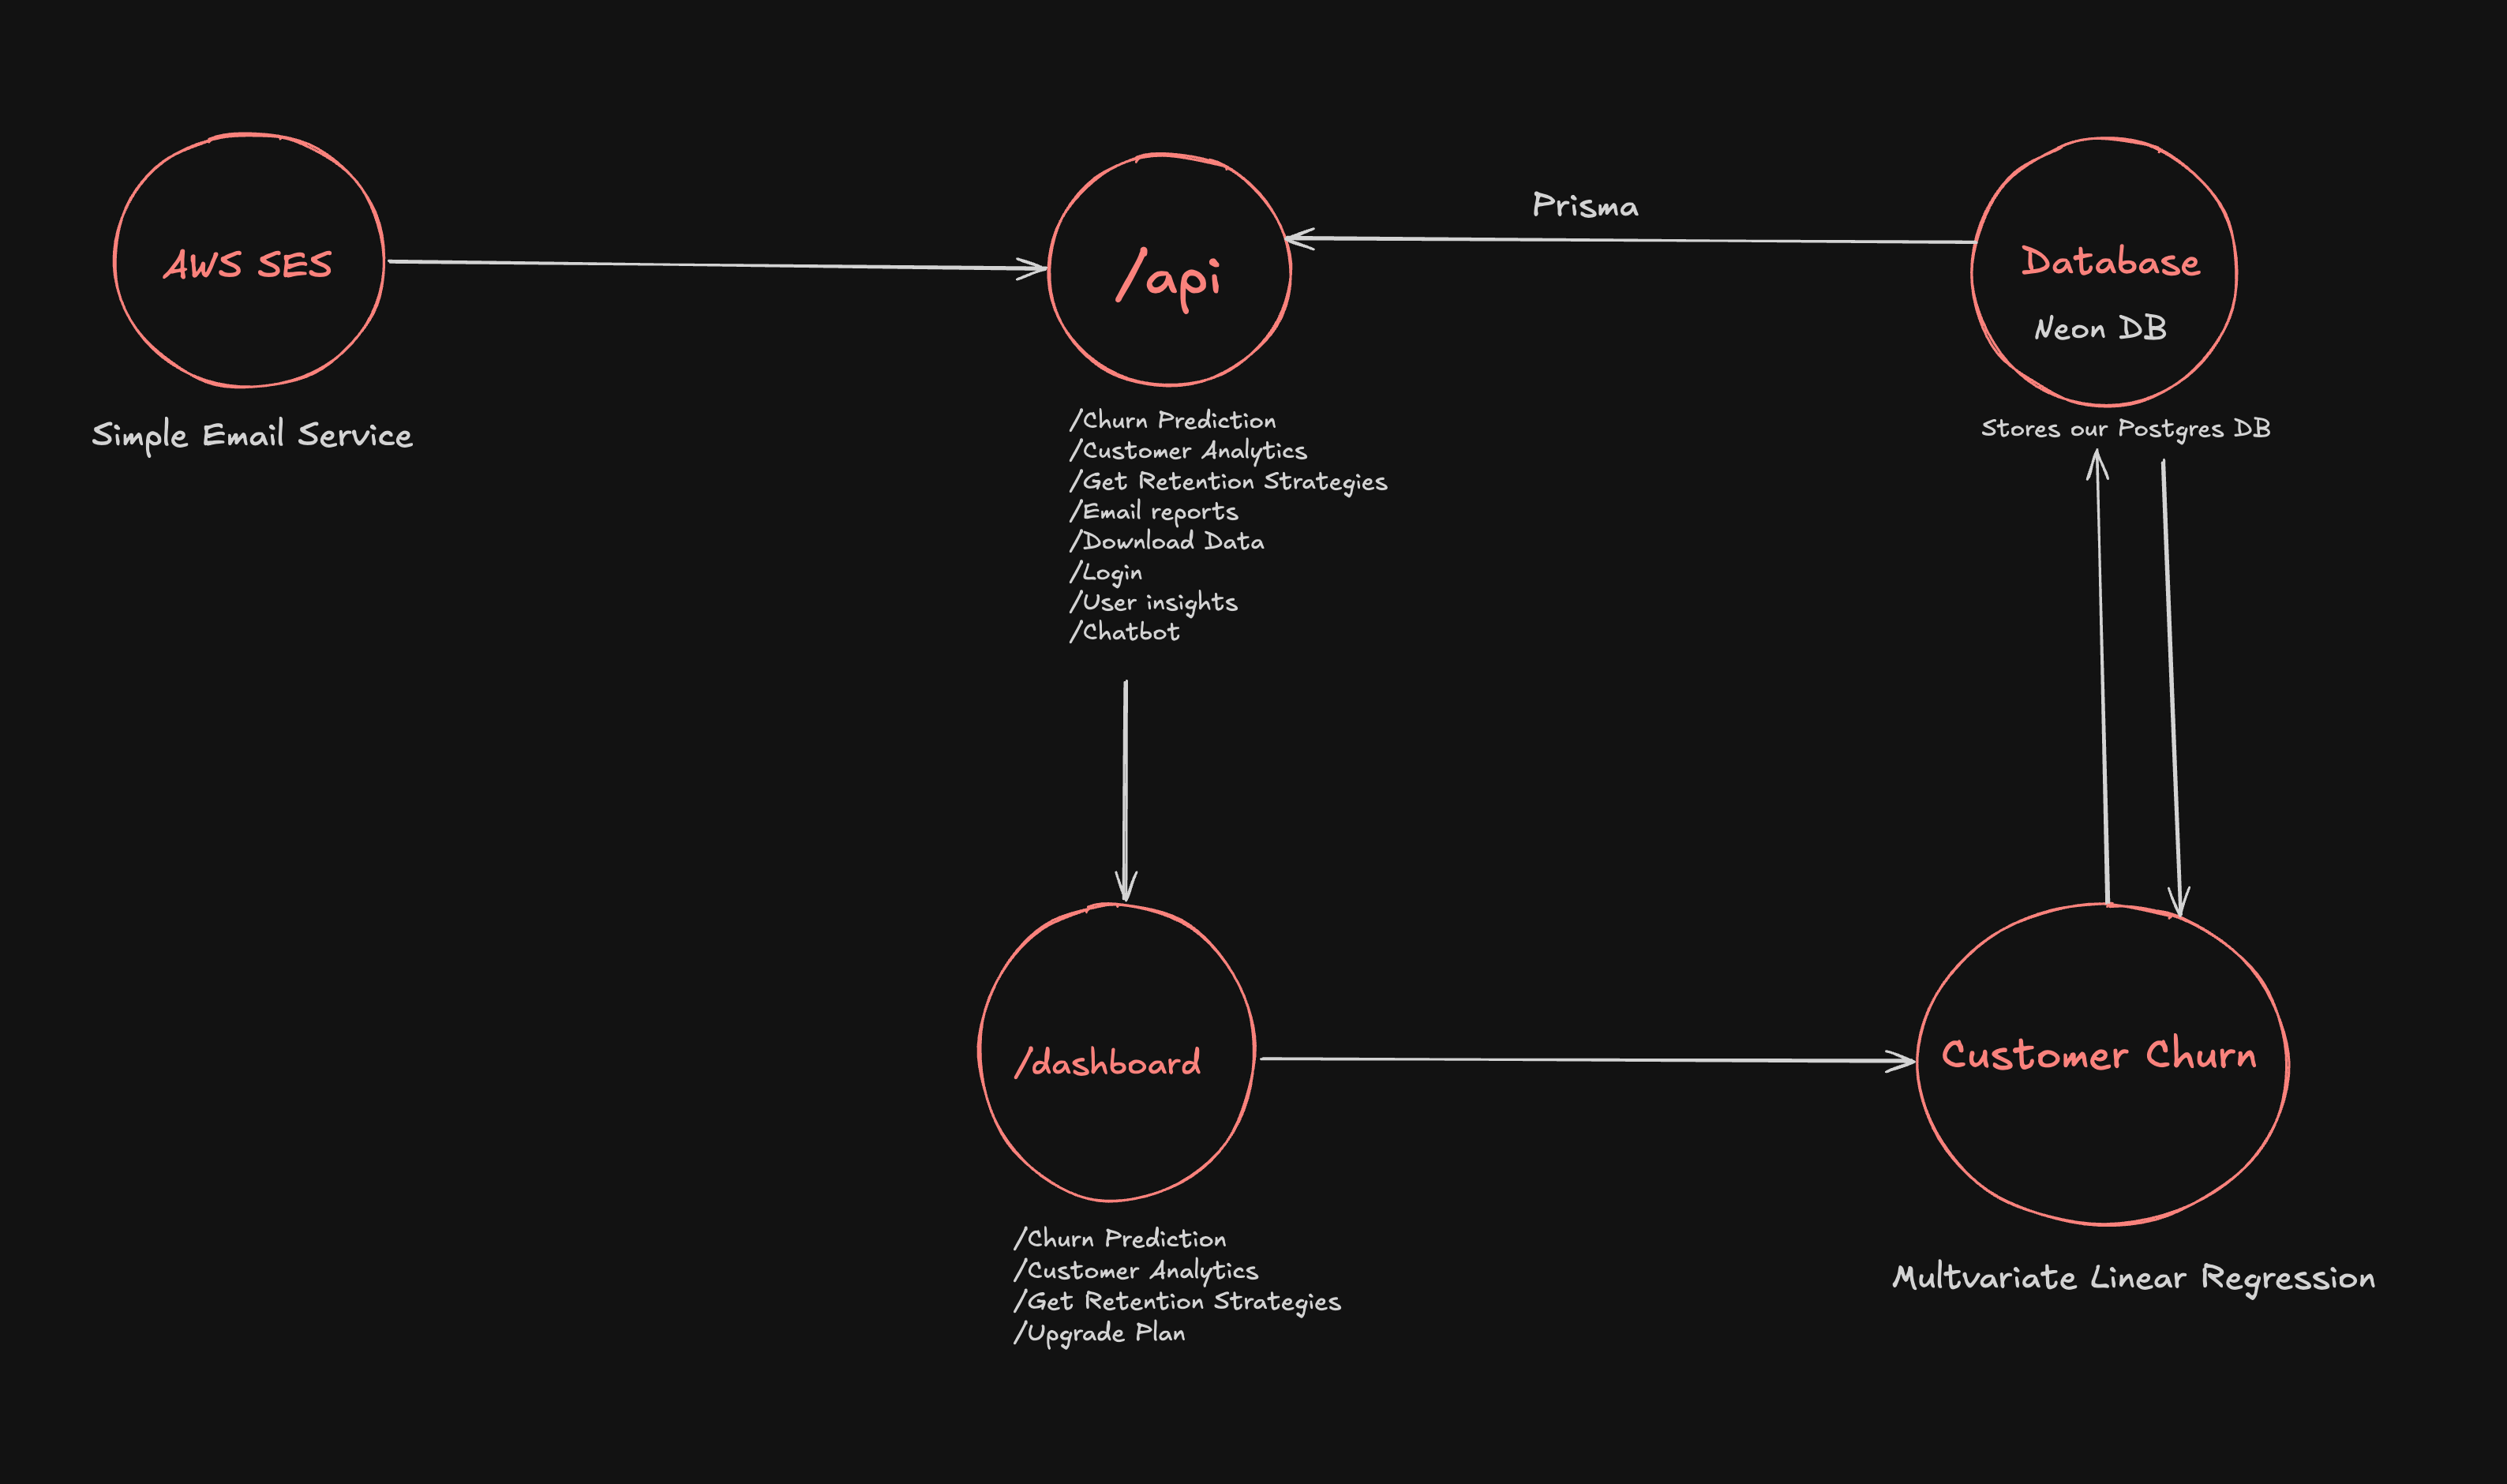 AWS SES
Simple Email Service
/api
/Churn Prediction
/Customer Analytics
/Get Retention Strategies
/Email reports
/Download Data
/Login
/User insights
/Chatbot
Prisma
Database
Neon DB
Stores our Postgres DB
/dashboard
/Churn Prediction
/Customer Analytics
/Get Retention Strategies
/Upgrade Plan
Customer Churn
Multvariate Linear Regression